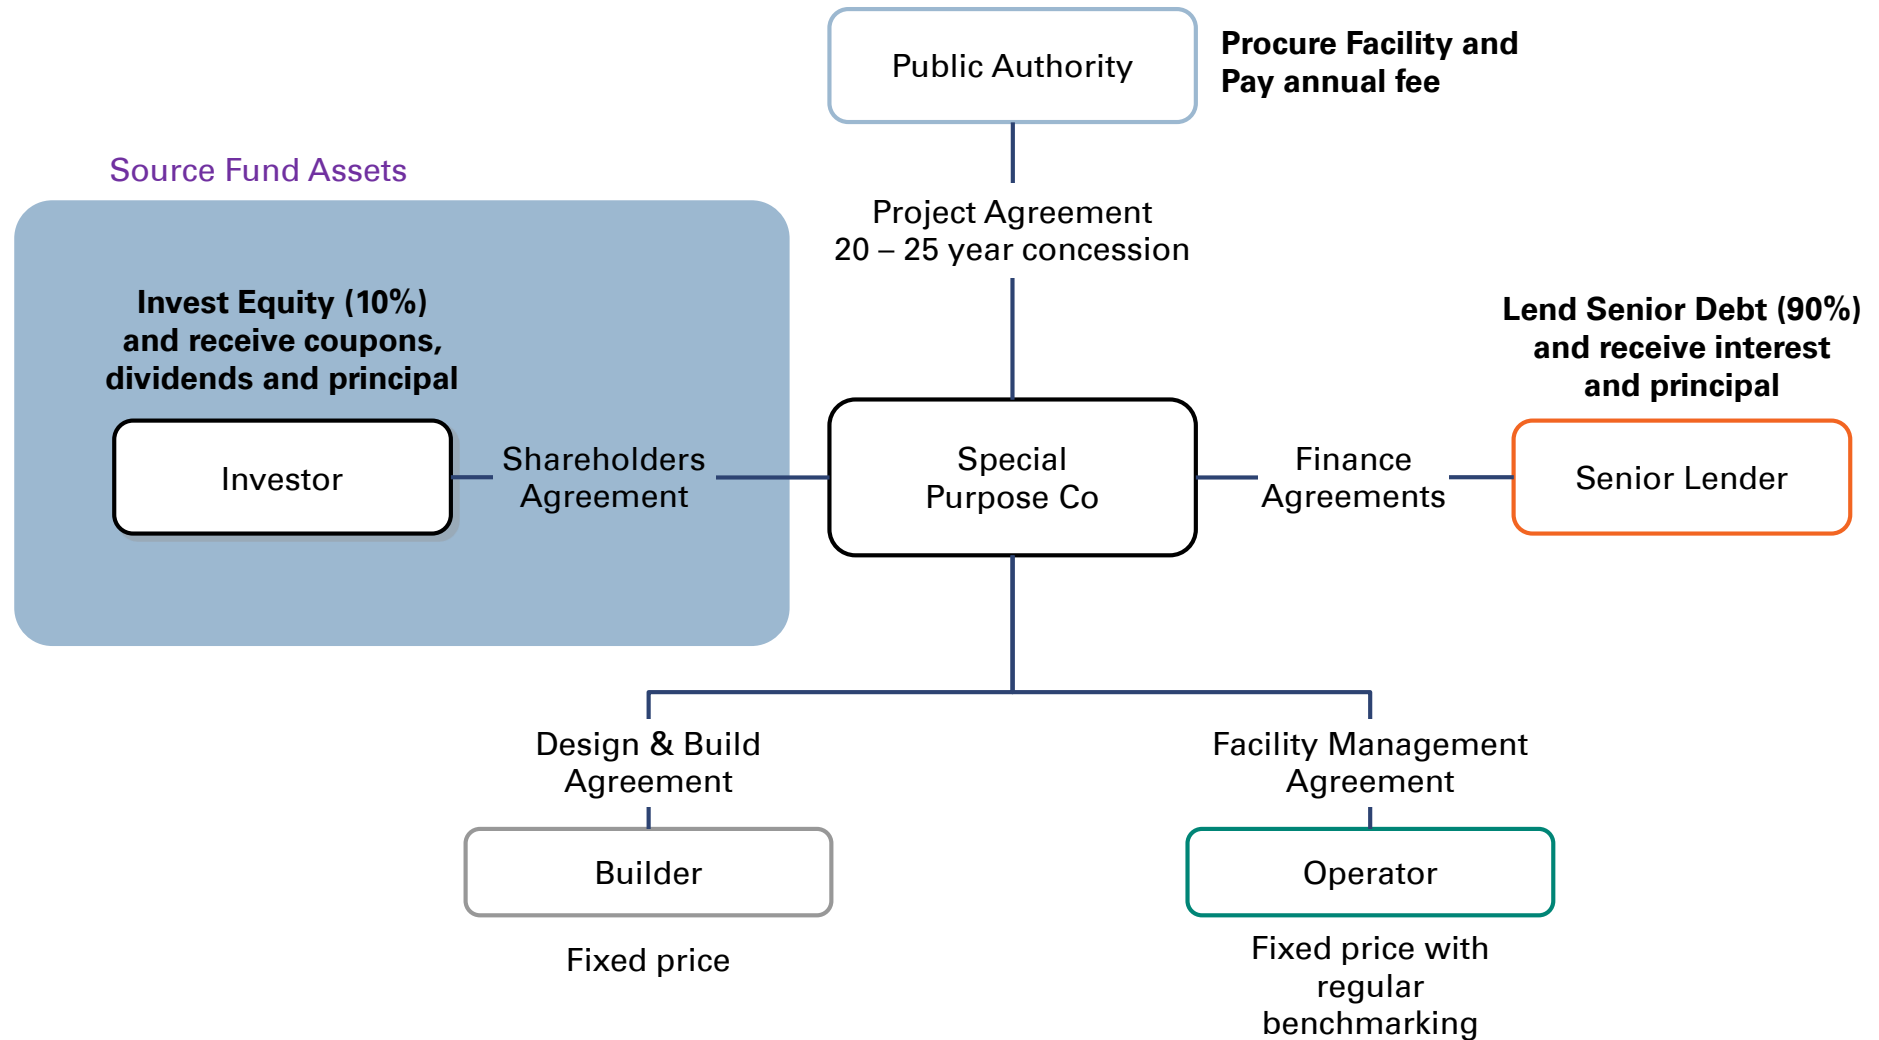 Public Authority
Procure Facility and
Pay annual fee
Source Fund Assets
Project Agreement
20 – 25 year concession
Invest Equity (10%)
and receive coupons,
dividends and principal
Lend Senior Debt (90%)
and receive interest
and principal
Investor
Shareholders
Agreement
Special
Purpose Co
Finance
Agreements
Senior Lender
Design & Build
Agreement
Facility Management
Agreement
Builder
Operator
Fixed price
Fixed price with
regular
benchmarking